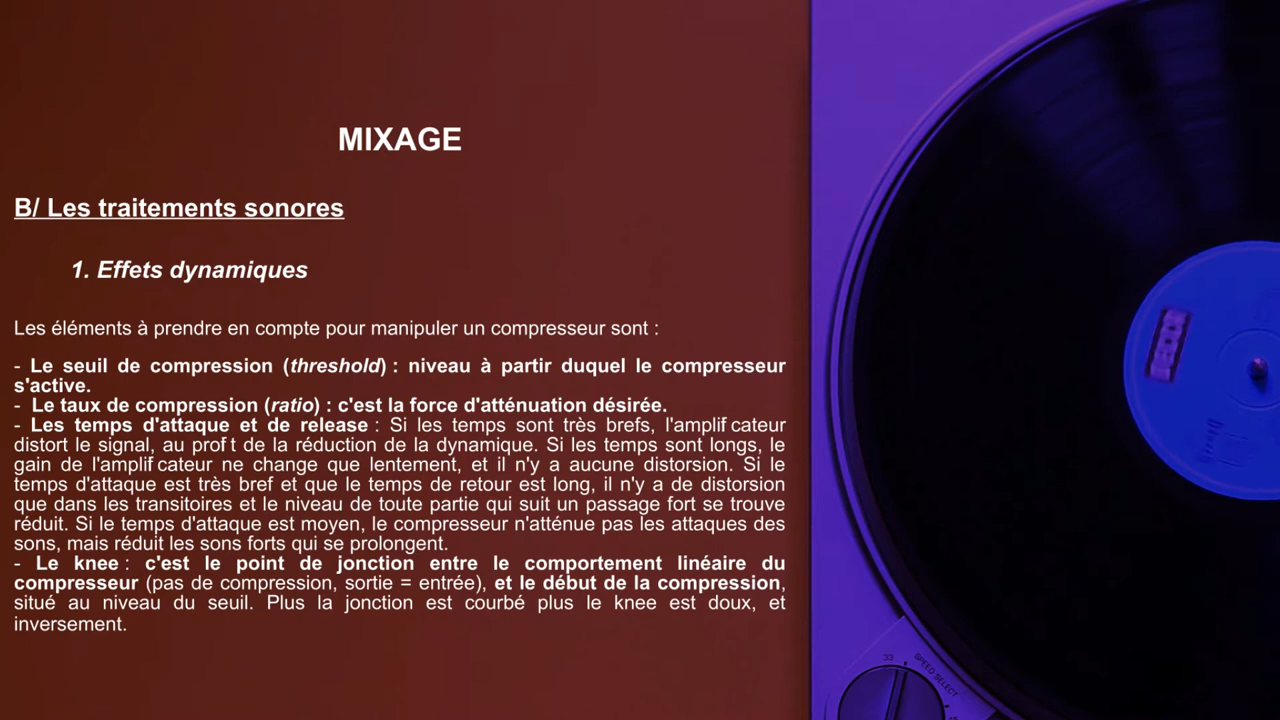 MIXAGE
B/ Les traitements sonores
1. Effets dynamiques
Les éléments à prendre en compte pour manipuler un compresseur sont :
- Le seuil de compression (threshold) : niveau à partir duquel le compresseur
s'active.
- Le taux de compression (ratio) : c'est la force d'atténuation désirée.
- Les temps d'attaque et de release : Si les temps sont très brefs, l'amplif cateur
distort le signal, au prof t de la réduction de la dynamique. Si les temps sont longs, le
gain de l'amplif cateur ne change que lentement, et il n'y a aucune distorsion. Si le
temps d'attaque est très bref et que le temps de retour est long, il n'y a de distorsion
que dans les transitoires et le niveau de toute partie qui suit un passage fort se trouve
réduit. Si le temps d'attaque est moyen, le compresseur n'atténue pas les attaques des
sons, mais réduit les sons forts qui se prolongent.
- Le knee : c'est le point de jonction entre le comportement linéaire du
compresseur (pas de compression, sortie = entrée), et le début de la compression,
situé au niveau du seuil. Plus la jonction est courbé plus le knee est doux, et
inversement.
33
SPEED SELECT